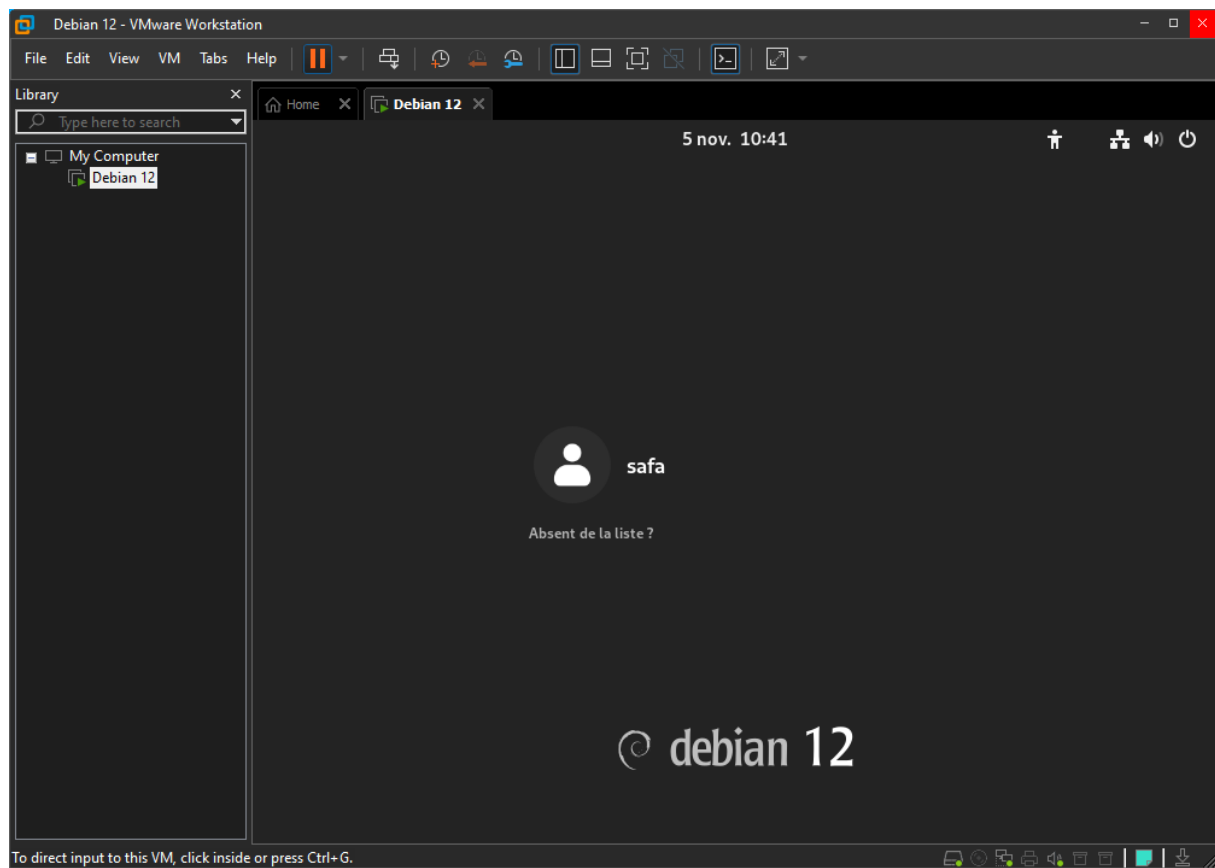 Debian 12 - VMware Workstation
File Edit View VM Tabs Help
Library
Type here to search
My Computer
Debian 12
Home
Debian 12
5 nov. 10:41
safa
Absent de la liste ?
debian 12
To direct input to this VM, click inside or press Ctrl+G.